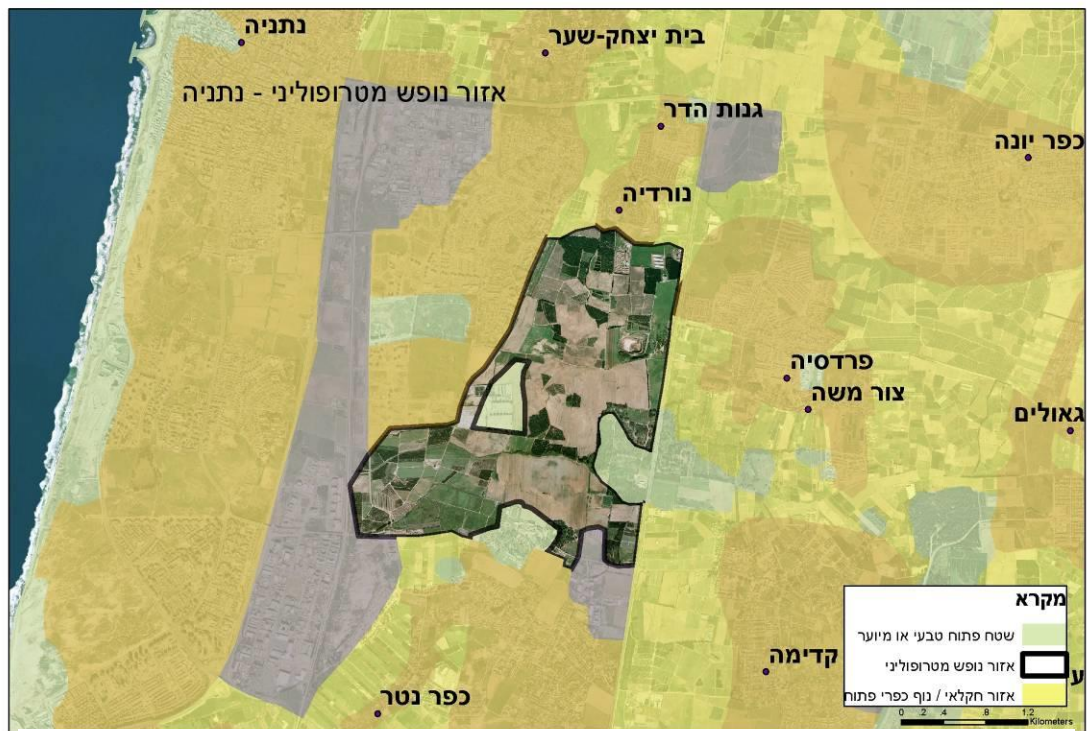 נתניה
בית יצחק-שער
אזור נופש מטרופוליני - נתניה
גנות הדר
כפר יונה
נורדיה
פרדסיה
צור משה
גאולים
קדימה
כפר נטר
ע
מקרא
שטח פתוח טבעי או מיוער
אזור נופש מטרופוליני
אזור חקלאי / נוף כפרי פתוח
0 .2 .4 .8 1.2
Kilometers